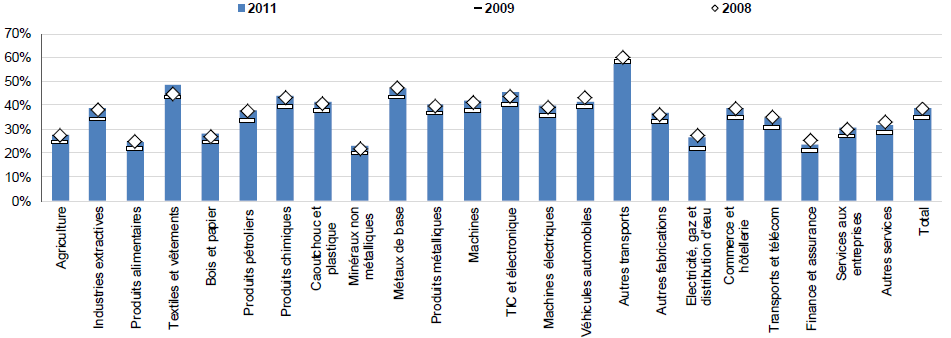 2011 2009 2008
70%
60%
50%
40%
30%
20%
10%
0%
Agriculture
Industries extractives
Produits alimentaires
Textiles et vêtements
Bois et papier
Produits pétroliers
Produits chimiques
Caoutchouc et
plastique
Minéraux non
métalliques
Métaux de base
Produits métalliques
Machines
TIC et électronique
Machines électriques
Véhicules automobiles
Autres transports
Autres fabrications
Electricité, gaz et
distribution d'eau
Commerce et
hôtellerie
Transports et télécom
Finance et assurance
Services aux
entreprises
Autres services
Total